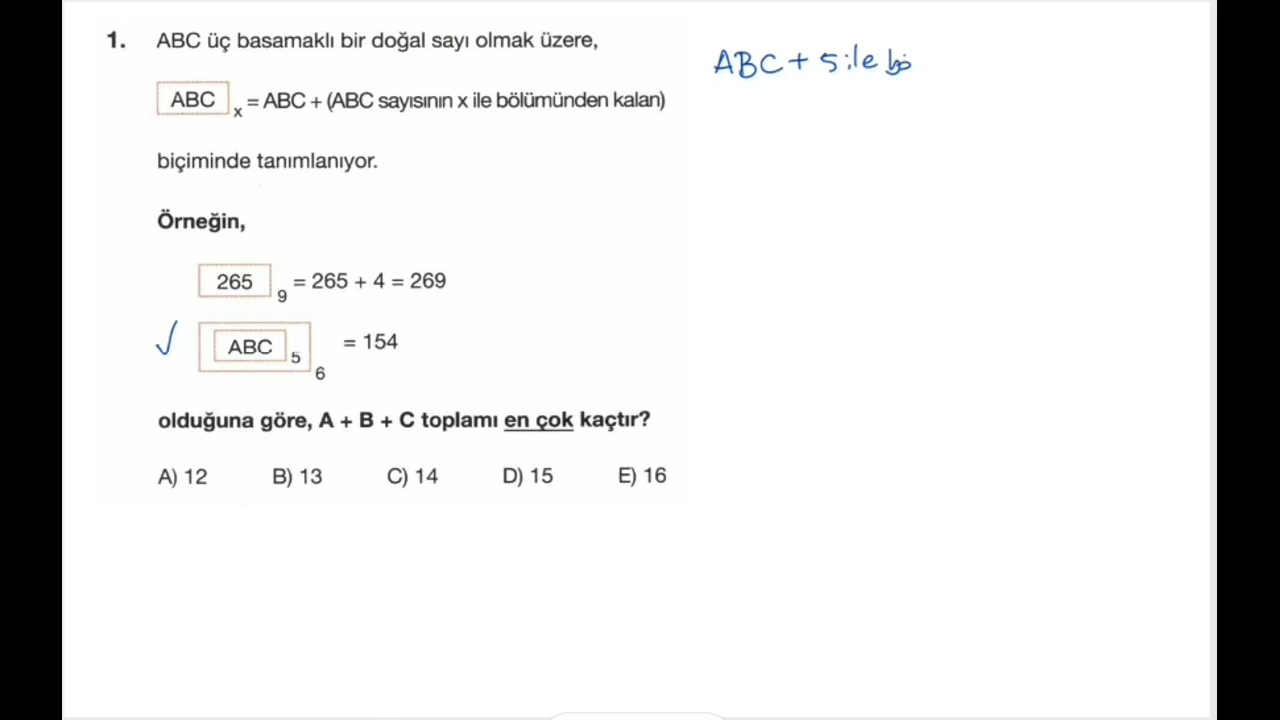 1. ABC üç basamaklı bir doğal sayı olmak üzere,
ABC x = ABC + (ABC sayısının x ile bölümünden kalan)
biçiminde tanımlanıyor.
Örneğin,
265 9 = 265 + 4 = 269
ABC 5 6 = 154
olduğuna göre, A + B + C toplamı en çok kaçtır?
A) 12 B) 13 C) 14 D) 15 E) 16
ABC + 5 ile bö